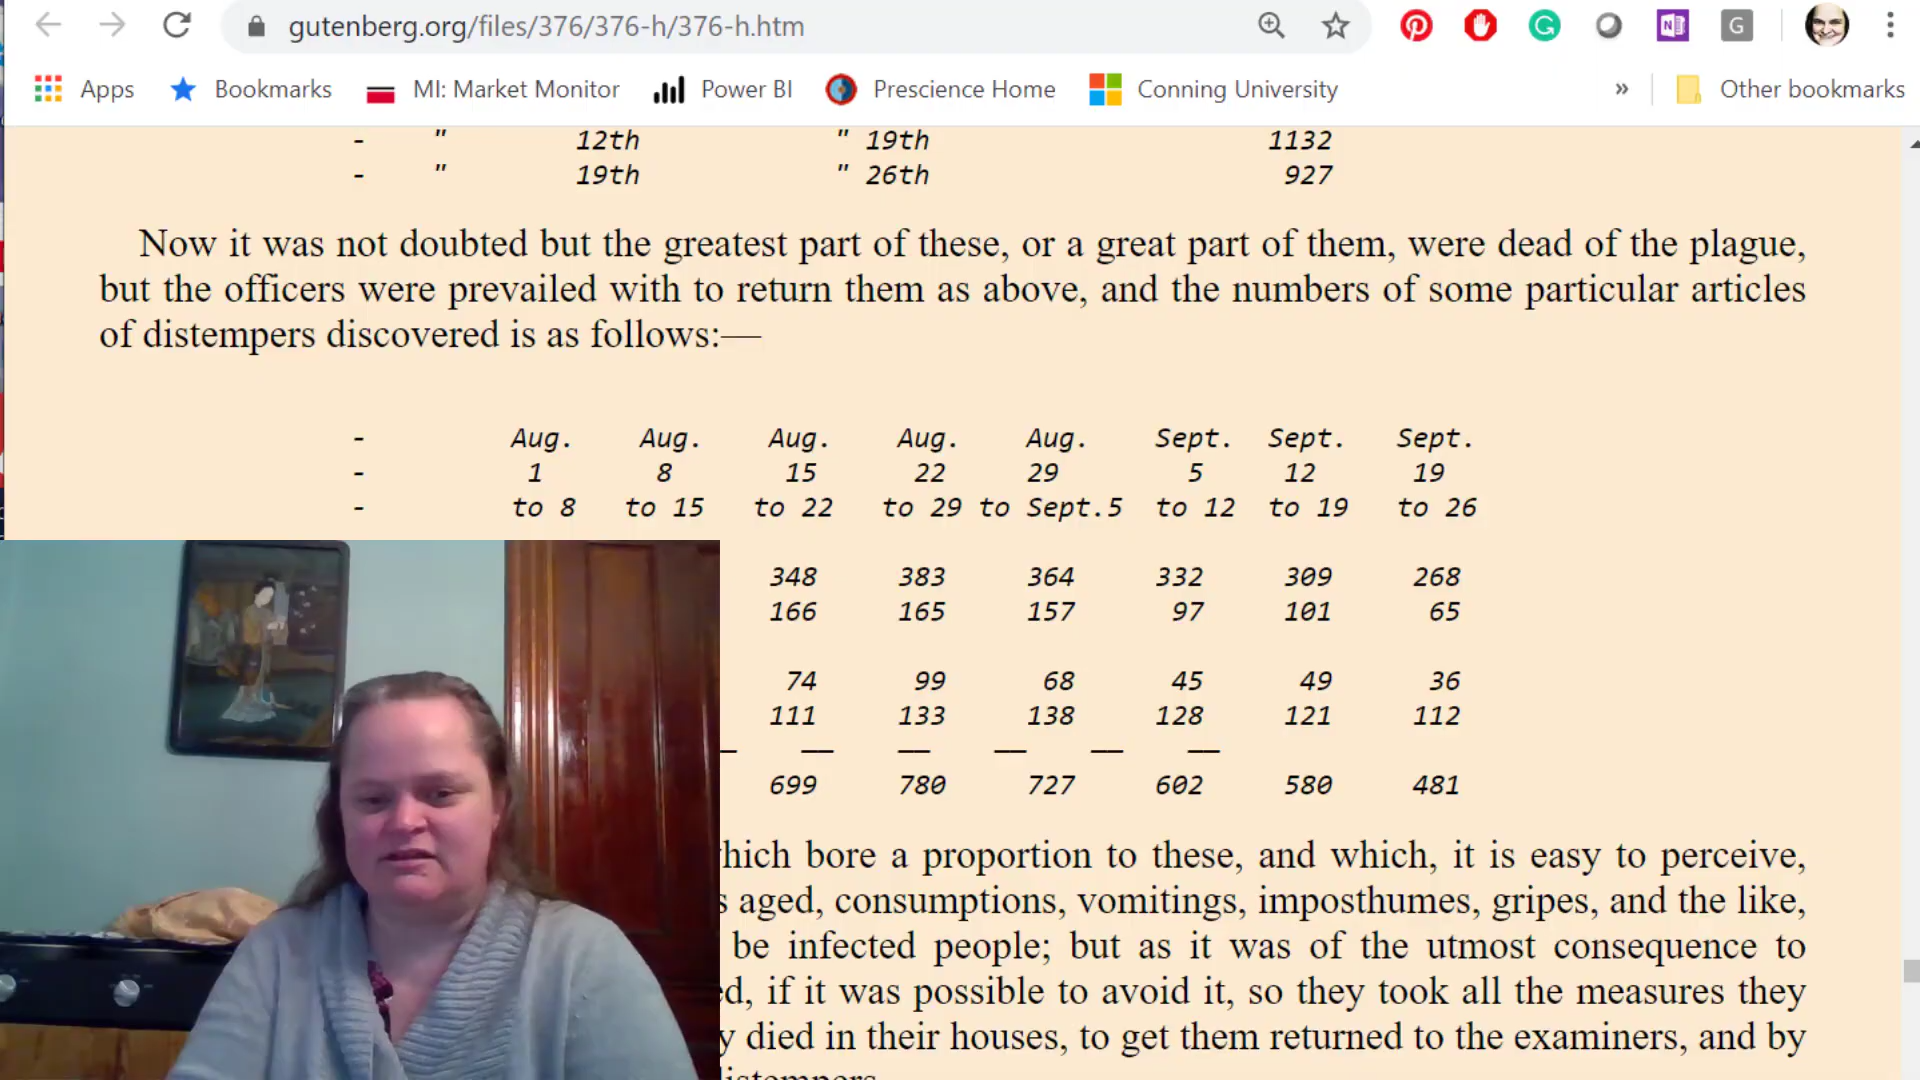 gutenberg.org/files/376/376-h/376-h.htm
Apps Bookmarks MI: Market Monitor Power BI Prescience Home Conning University » Other bookmarks
- " 12th " 19th 1132
- " 19th " 26th 927
Now it was not doubted but the greatest part of these, or a great part of them, were dead of the plague,
but the officers were prevailed with to return them as above, and the numbers of some particular articles
of distempers discovered is as follows:—
- Aug. Aug. Aug. Aug. Aug. Sept. Sept. Sept.
- 1 8 15 22 29 5 12 19
- to 8 to 15 to 22 to 29 to Sept.5 to 12 to 19 to 26
348 383 364 332 309 268
166 165 157 97 101 65
74 99 68 45 49 36
111 133 138 128 121 112
699 780 727 602 580 481
hich bore a proportion to these, and which, it is easy to perceive,
s aged, consumptions, vomitings, imposthumes, gripes, and the like,
be infected people; but as it was of the utmost consequence to
ed, if it was possible to avoid it, so they took all the measures they
y died in their houses, to get them returned to the examiners, and by